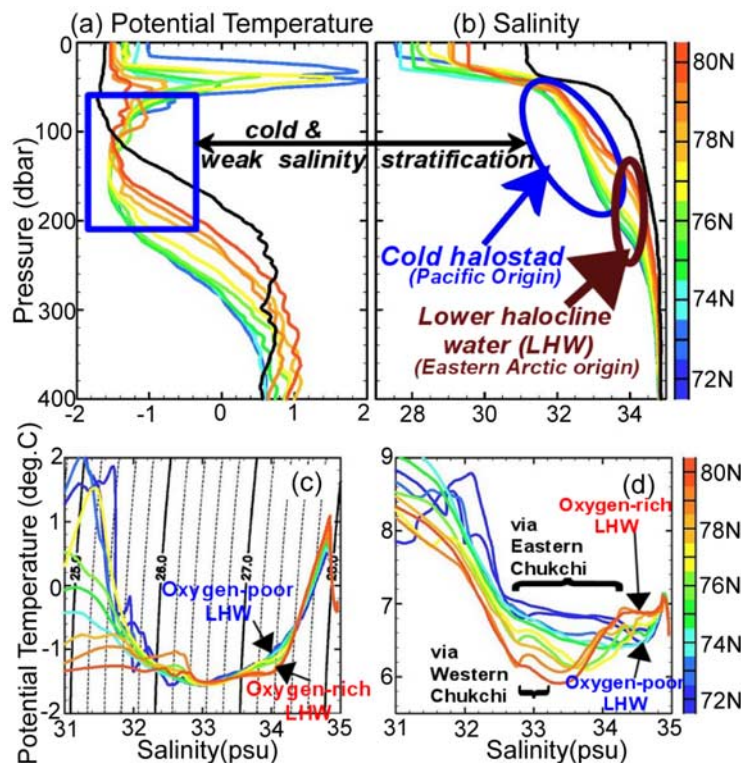 (a) Potential Temperature
(b) Salinity
0
100
200
300
400
Pressure (dbar)
-2
-1
0
1
2
28
30
32
34
cold &
weak salinity stratification
Cold halostad
(Pacific Origin)
Lower halocline
water (LHW)
(Eastern Arctic origin)
80N
78N
76N
74N
72N
Potential Temperature (deg.C)
2
1
0
-1
-2
(c)
25.0
26.0
27.0
28.0
Oxygen-poor
LHW
Oxygen-rich
LHW
31
32
33
34
35
Salinity(psu)
9
8
7
6
(d)
Oxygen-rich
LHW
via
Eastern
Chukchi
via
Western
Chukchi
Oxygen-poor
LHW
31
32
33
34
35
Salinity(psu)
80N
78N
76N
74N
72N